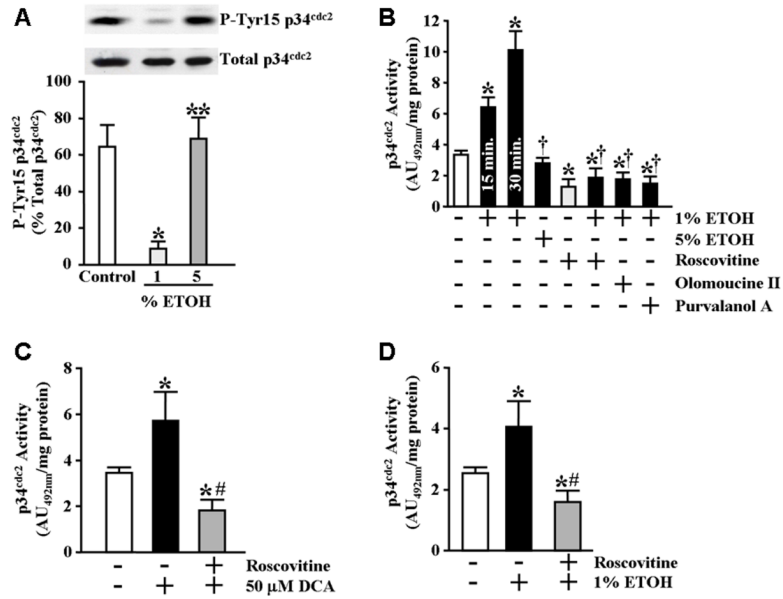 A
P-Tyr15 p34cdc2
Total p34cdc2
P-Tyr15 p34cdc2
(% Total p34cdc2)
100
80
60
40
20
0
*
**
Control 1 5
% ETOH
B
p34cdc2 Activity
(AU492nm/mg protein)
12
10
8
6
4
2
0
* * † * *† *† *†
15 min.
30 min.
- + + - - + + + 1% ETOH
- - - + - - - - 5% ETOH
- - - - + + - - Roscovitine
- - - - - - + - Olomoucine II
- - - - - - - + Purvalanol A
C
p34cdc2 Activity
(AU492nm/mg protein)
8
6
4
2
0
* *#
- - + Roscovitine
- + + 50 µM DCA
D
p34cdc2 Activity
(AU492nm/mg protein)
6
4
2
0
* *#
- - + Roscovitine
- + + 1% ETOH